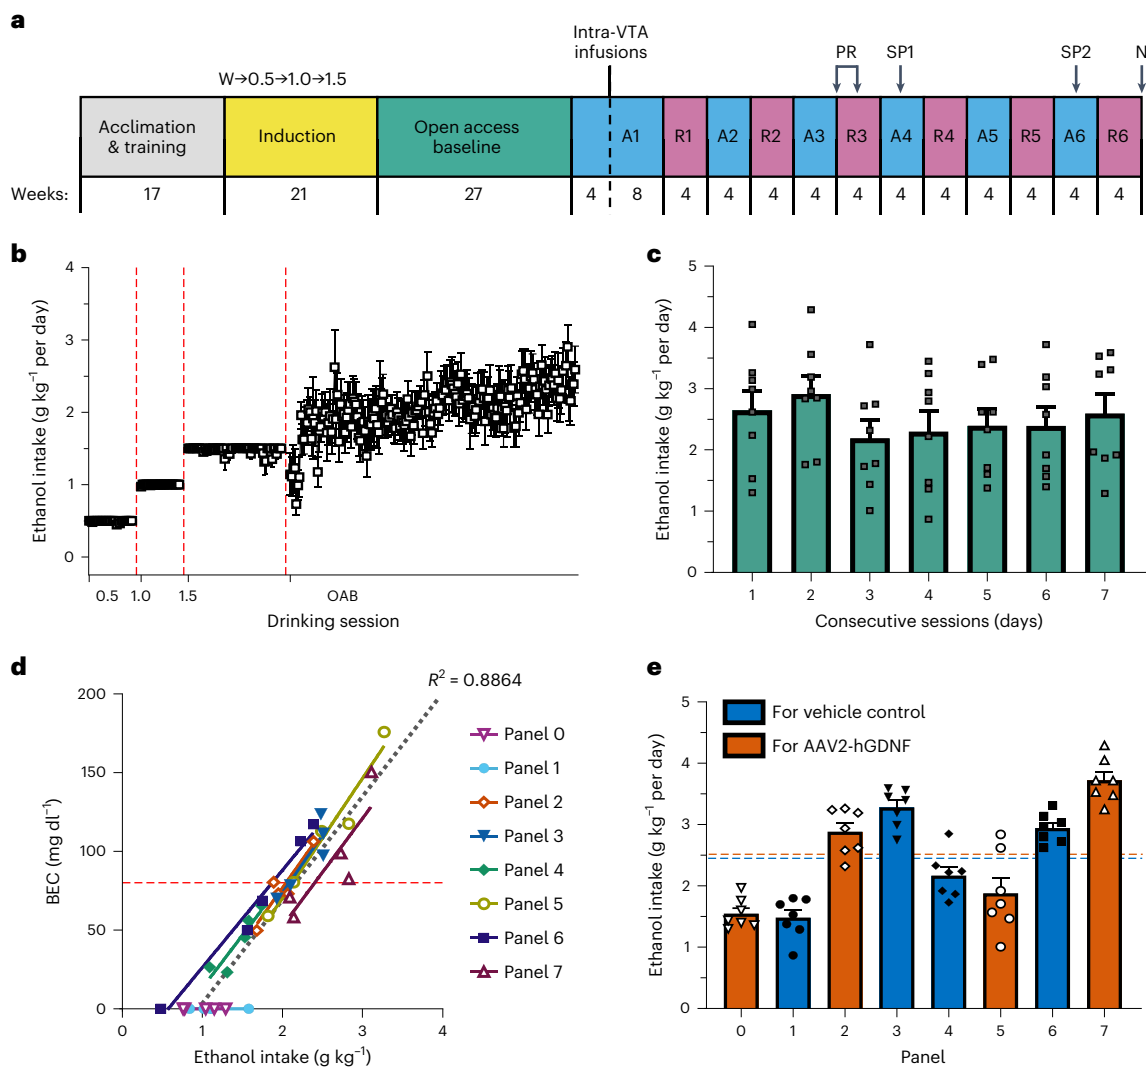 a
Intra-VTA
infusions
PR
SP1
SP2
N
W→0.5→1.0→1.5
Acclimation
& training
Induction
Open access
baseline
A1
R1
A2
R2
A3
R3
A4
R4
A5
R5
A6
R6
Weeks:
17
21
27
4
8
4
4
4
4
4
4
4
4
4
4
4
b
4
3
2
1
0
Ethanol intake (g kg⁻¹ per day)
0.5
1.0
1.5
OAB
Drinking session
c
5
4
3
2
1
0
Ethanol intake (g kg⁻¹ per day)
1
2
3
4
5
6
7
Consecutive sessions (days)
d
R² = 0.8864
200
150
100
50
0
BEC (mg dl⁻¹)
0
1
2
3
4
Ethanol intake (g kg⁻¹)
Panel 0
Panel 1
Panel 2
Panel 3
Panel 4
Panel 5
Panel 6
Panel 7
e
For vehicle control
For AAV2-hGDNF
5
4
3
2
1
0
Ethanol intake (g kg⁻¹ per day)
0
1
2
3
4
5
6
7
Panel